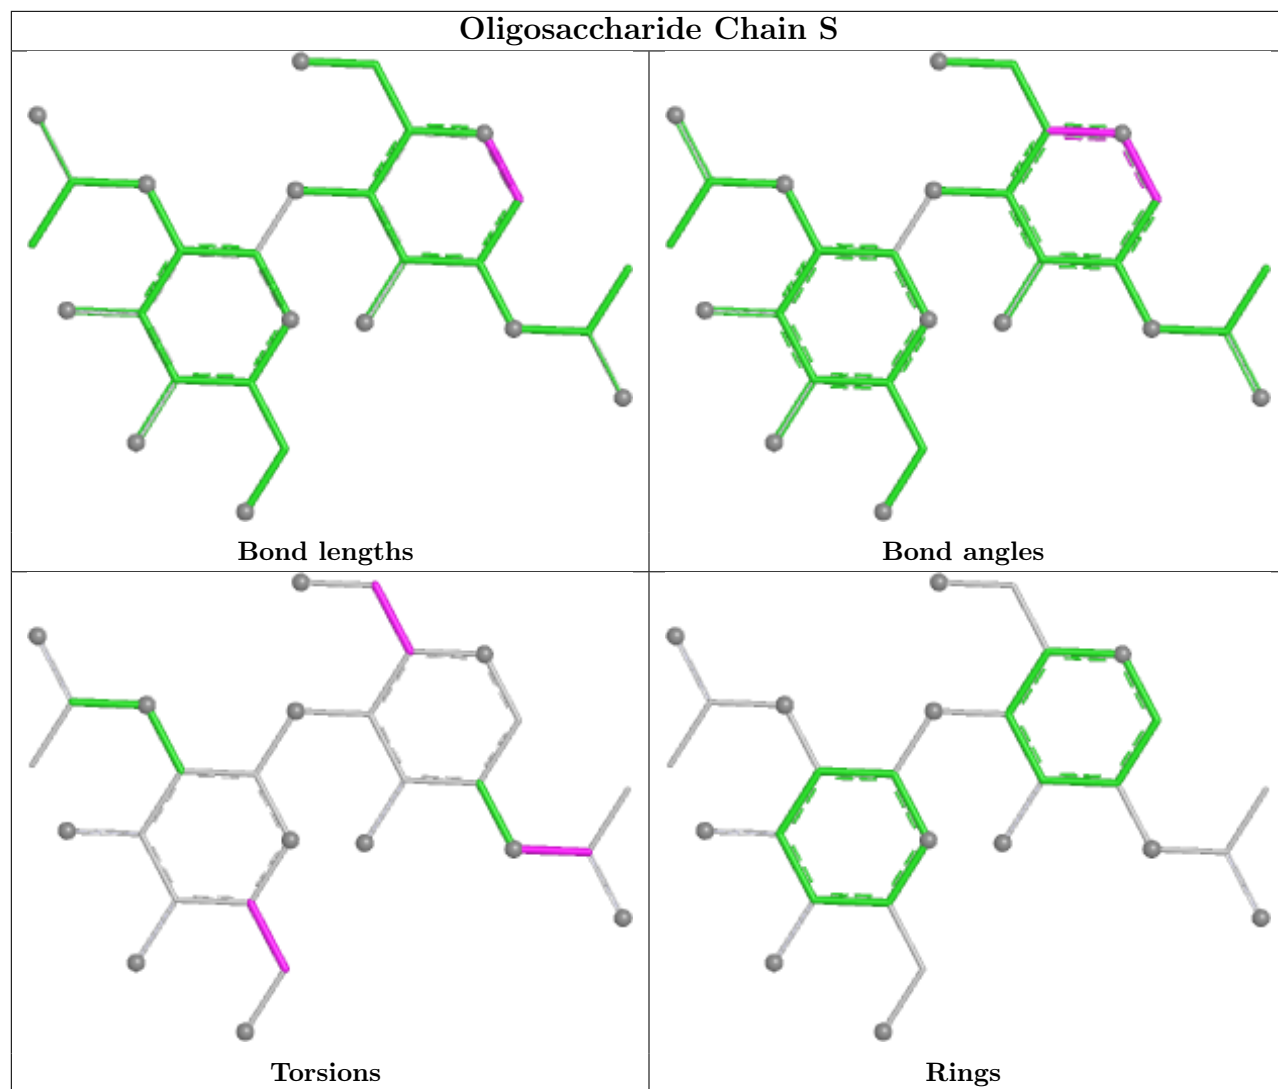 Oligosaccharide Chain S
Bond lengths
Bond angles
Torsions
Rings